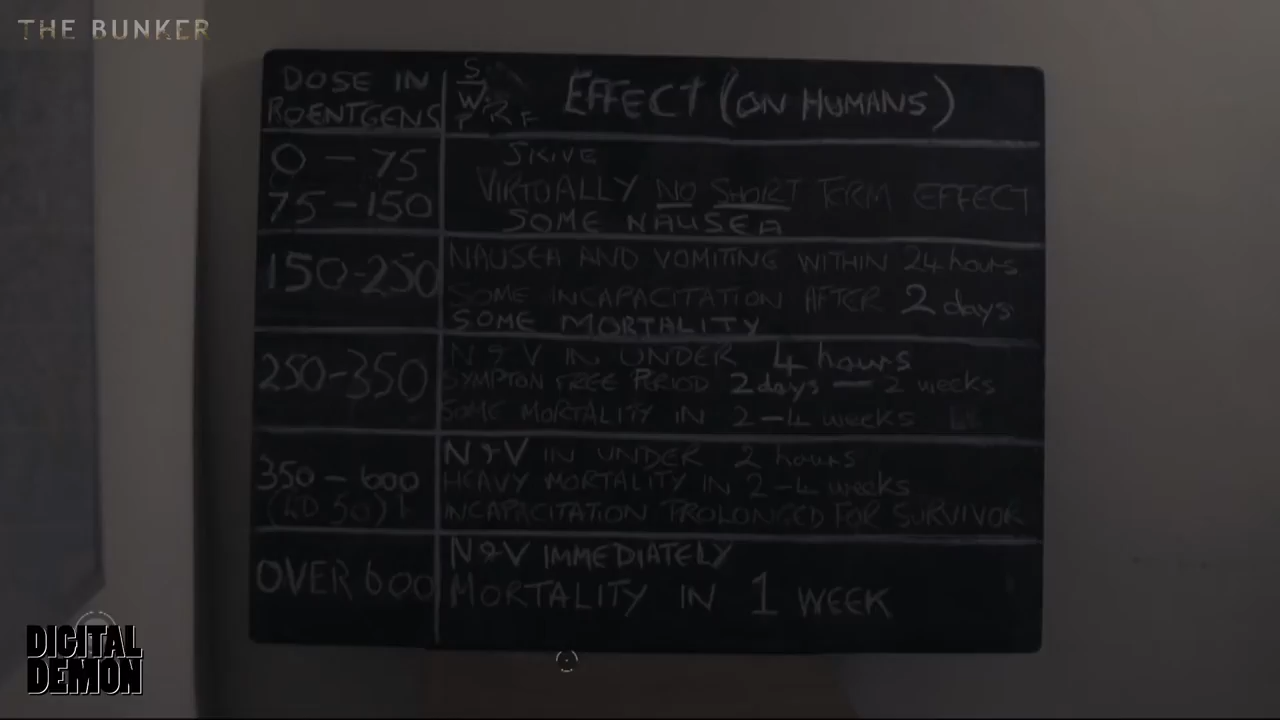 THE BUNKER
DOSE IN
ROENTGENS
EFFECT (ON HUMANS)
0 - 75
SKIVE
VIRTUALLY NO SHORT TERM EFFECT
75 - 150
SOME NAUSEA
150-250
NAUSEA AND VOMITING WITHIN 24 hours
SOME INCAPACITATION AFTER 2 days
SOME MORTALITY
250-350
N & V IN UNDER 4 hours
SYMPTON FREE PERIOD 2 days - 2 weeks
SOME MORTALITY IN 2-4 weeks
350 - 600
(LD 50)
N & V IN UNDER 2 hours
HEAVY MORTALITY IN 2-4 weeks
INCAPACITATION PROLONGED FOR SURVIVOR
OVER 600
N & V IMMEDIATELY
MORTALITY IN 1 WEEK
DIGITAL
DEMON